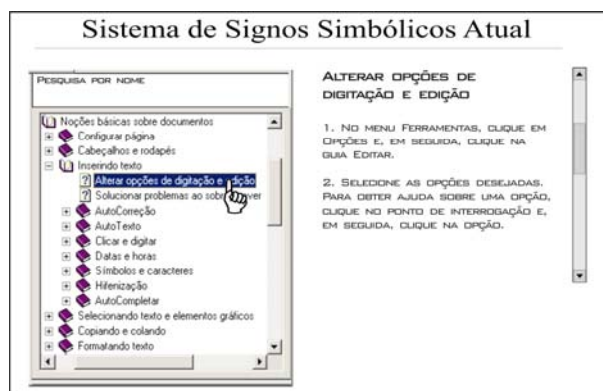 Sistema de Signos Simbólicos Atual
PESQUISA POR NOME
Noções básicas sobre documentos
Configurar página
Cabeçalhos e rodapés
Inserindo texto
Alterar opções de digitação e edição
Solucionar problemas ao sobrescrever
AutoCorreção
AutoTexto
Clicar e digitar
Datas e horas
Símbolos e caracteres
Hifenização
AutoCompletar
Selecionando texto e elementos gráficos
Copiando e colando
Formatando texto
ALTERAR OPÇÕES DE
DIGITAÇÃO E EDIÇÃO
1. NO MENU FERRAMENTAS, CLIQUE EM
OPÇÕES E, EM SEGUIDA, CLIQUE NA
GUIA EDITAR.
2. SELECIONE AS OPÇÕES DESEJADAS.
PARA OBTER AJUDA SOBRE UMA OPÇÃO,
CLIQUE NO PONTO DE INTERROGAÇÃO E,
EM SEGUIDA, CLIQUE NA OPÇÃO.